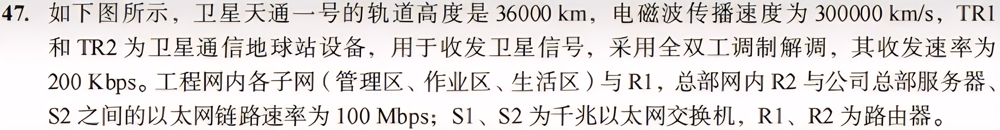 47. 如下图所示，卫星天通一号的轨道高度是 36000 km，电磁波传播速度为 300000 km/s，TR1
和 TR2 为卫星通信地球站设备，用于收发卫星信号，采用全双工调制解调，其收发速率为
200 Kbps。工程网内各子网（管理区、作业区、生活区）与 R1，总部网内 R2 与公司总部服务器、
S2 之间的以太网链路速率为 100 Mbps；S1、S2 为千兆以太网交换机，R1、R2 为路由器。